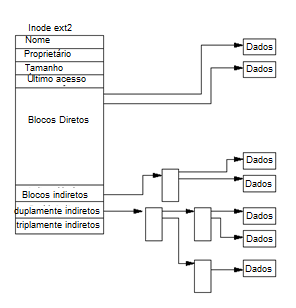 Inode ext2
Nome
Proprietário
Tamanho
Último acesso
Blocos Diretos
Blocos indiretos
duplamente indiretos
triplamente indiretos
Dados
Dados
Dados
Dados
Dados
Dados
Dados